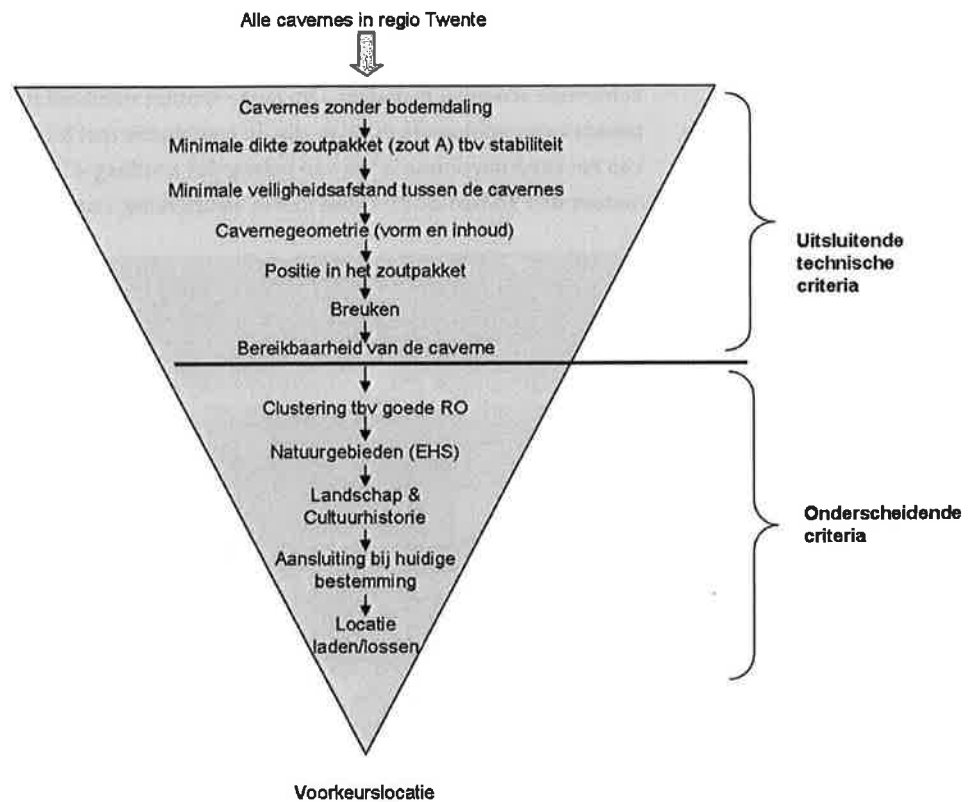 Alle cavernes in regio Twente
Cavernes zonder bodemdaling
Minimale dikte zoutpakket (zout A) tbv stabiliteit
Minimale veiligheidsafstand tussen de cavernes
Cavernegeometrie (vorm en inhoud)
Positie in het zoutpakket
Breuken
Bereikbaarheid van de caverne
Uitsluitende
technische
criteria
Clustering tbv goede RO
Natuurgebieden (EHS)
Landschap &
Cultuurhistorie
Aansluiting bij huidige
bestemming
Locatie
laden/lossen
Onderscheidende
criteria
Voorkeurslocatie